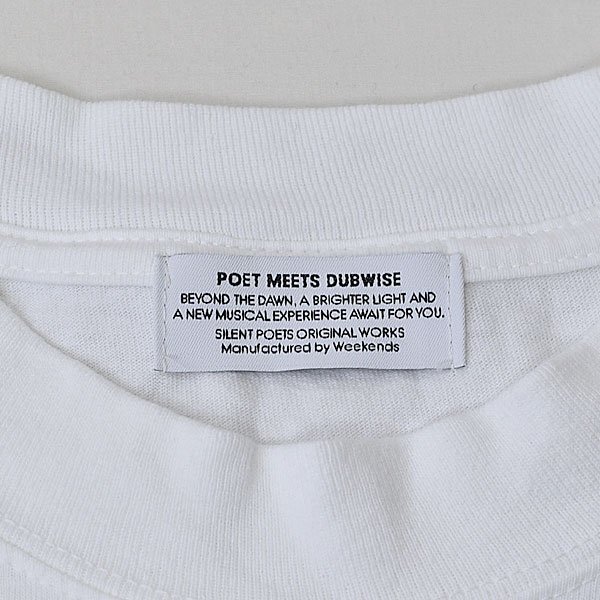 POET MEETS DUBWISE
BEYOND THE DAWN, A BRIGHTER LIGHT AND
A NEW MUSICAL EXPERIENCE AWAIT FOR YOU.
SILENT POETS ORIGINAL WORKS
Manufactured by Weekends